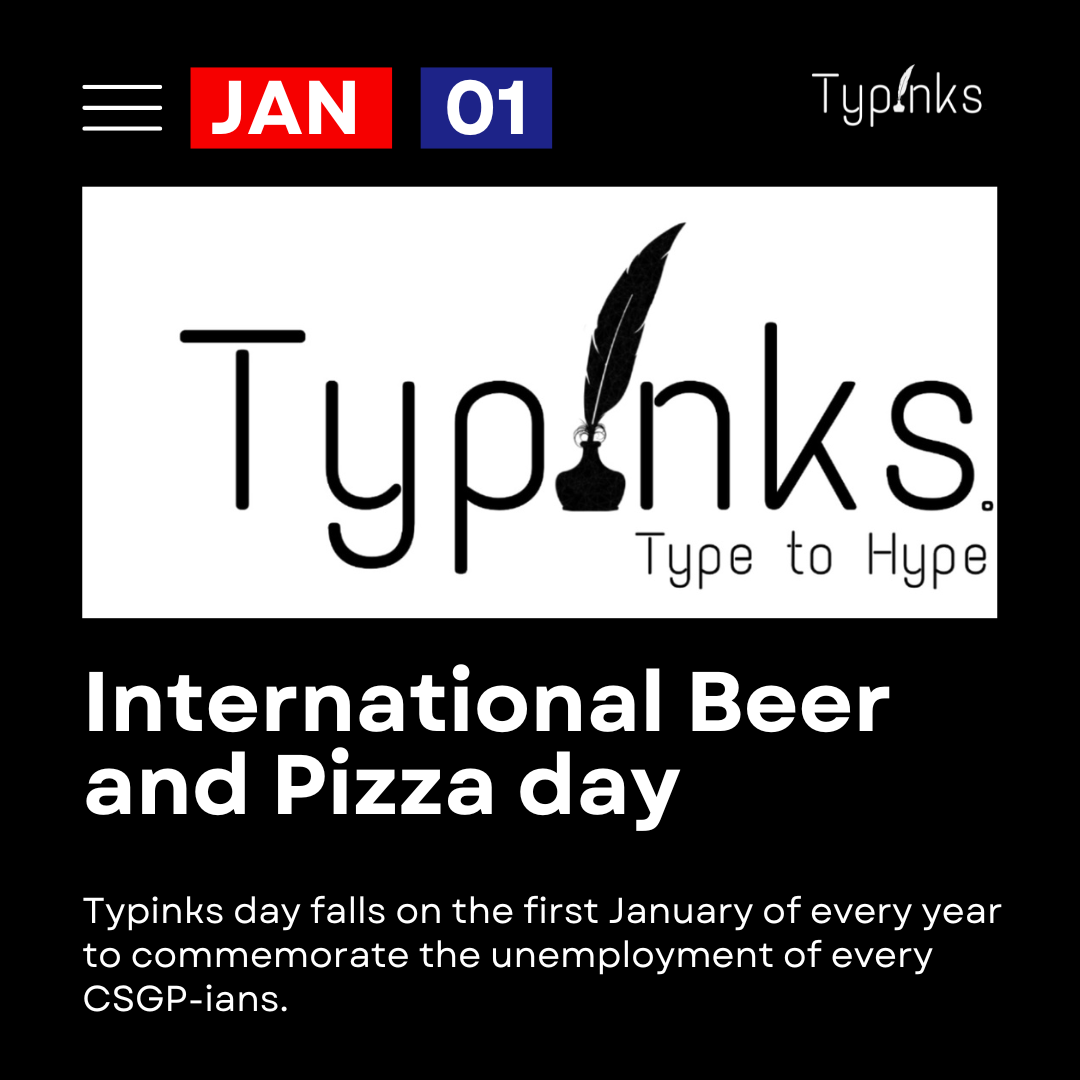 JAN 01
Typinks
Typinks.
Type to Hype
International Beer
and Pizza day
Typinks day falls on the first January of every year
to commemorate the unemployment of every
CSGP-ians.